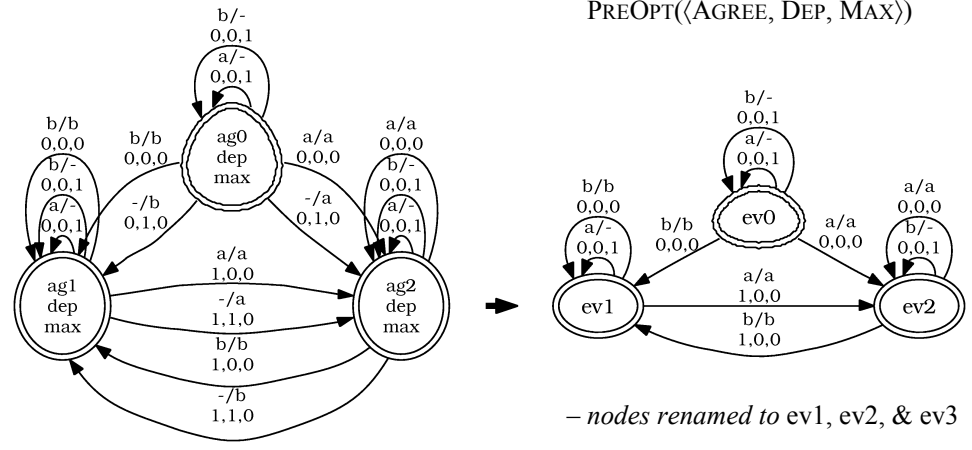 PREOPT(⟨AGREE, DEP, MAX⟩)
b/-
0,0,1
a/-
0,0,1
ag0
dep
max
b/b
0,0,0
a/a
0,0,0
-/b
0,1,0
-/a
0,1,0
b/b
0,0,0
b/-
0,0,1
a/-
0,0,1
ag1
dep
max
a/a
0,0,0
b/-
0,0,1
a/-
0,0,1
ag2
dep
max
a/a
1,0,0
-/a
1,1,0
b/b
1,0,0
-/b
1,1,0
b/-
0,0,1
a/-
0,0,1
ev0
b/b
0,0,0
a/a
0,0,0
b/b
0,0,0
a/-
0,0,1
ev1
a/a
0,0,0
b/-
0,0,1
ev2
a/a
1,0,0
b/b
1,0,0
– nodes renamed to ev1, ev2, & ev3